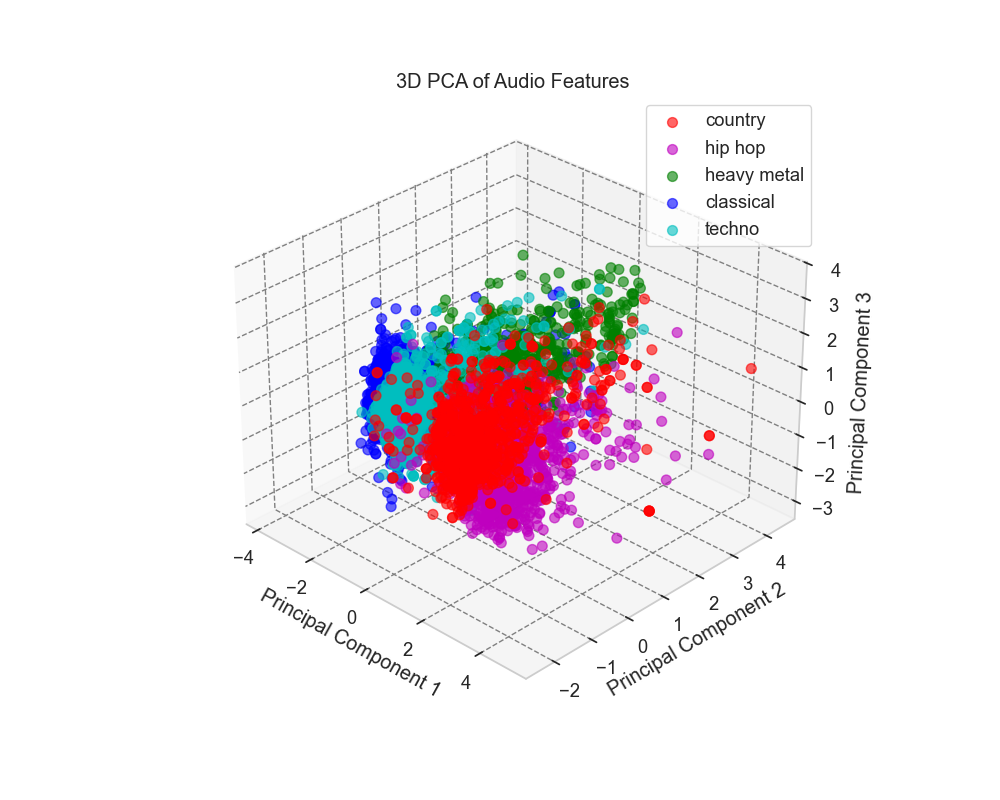 3D PCA of Audio Features
country
hip hop
heavy metal
classical
techno
4
3
2
1
0
−1
−2
−3
Principal Component 3
−4
−2
0
2
4
Principal Component 1
−2
−1
0
1
2
3
4
Principal Component 2